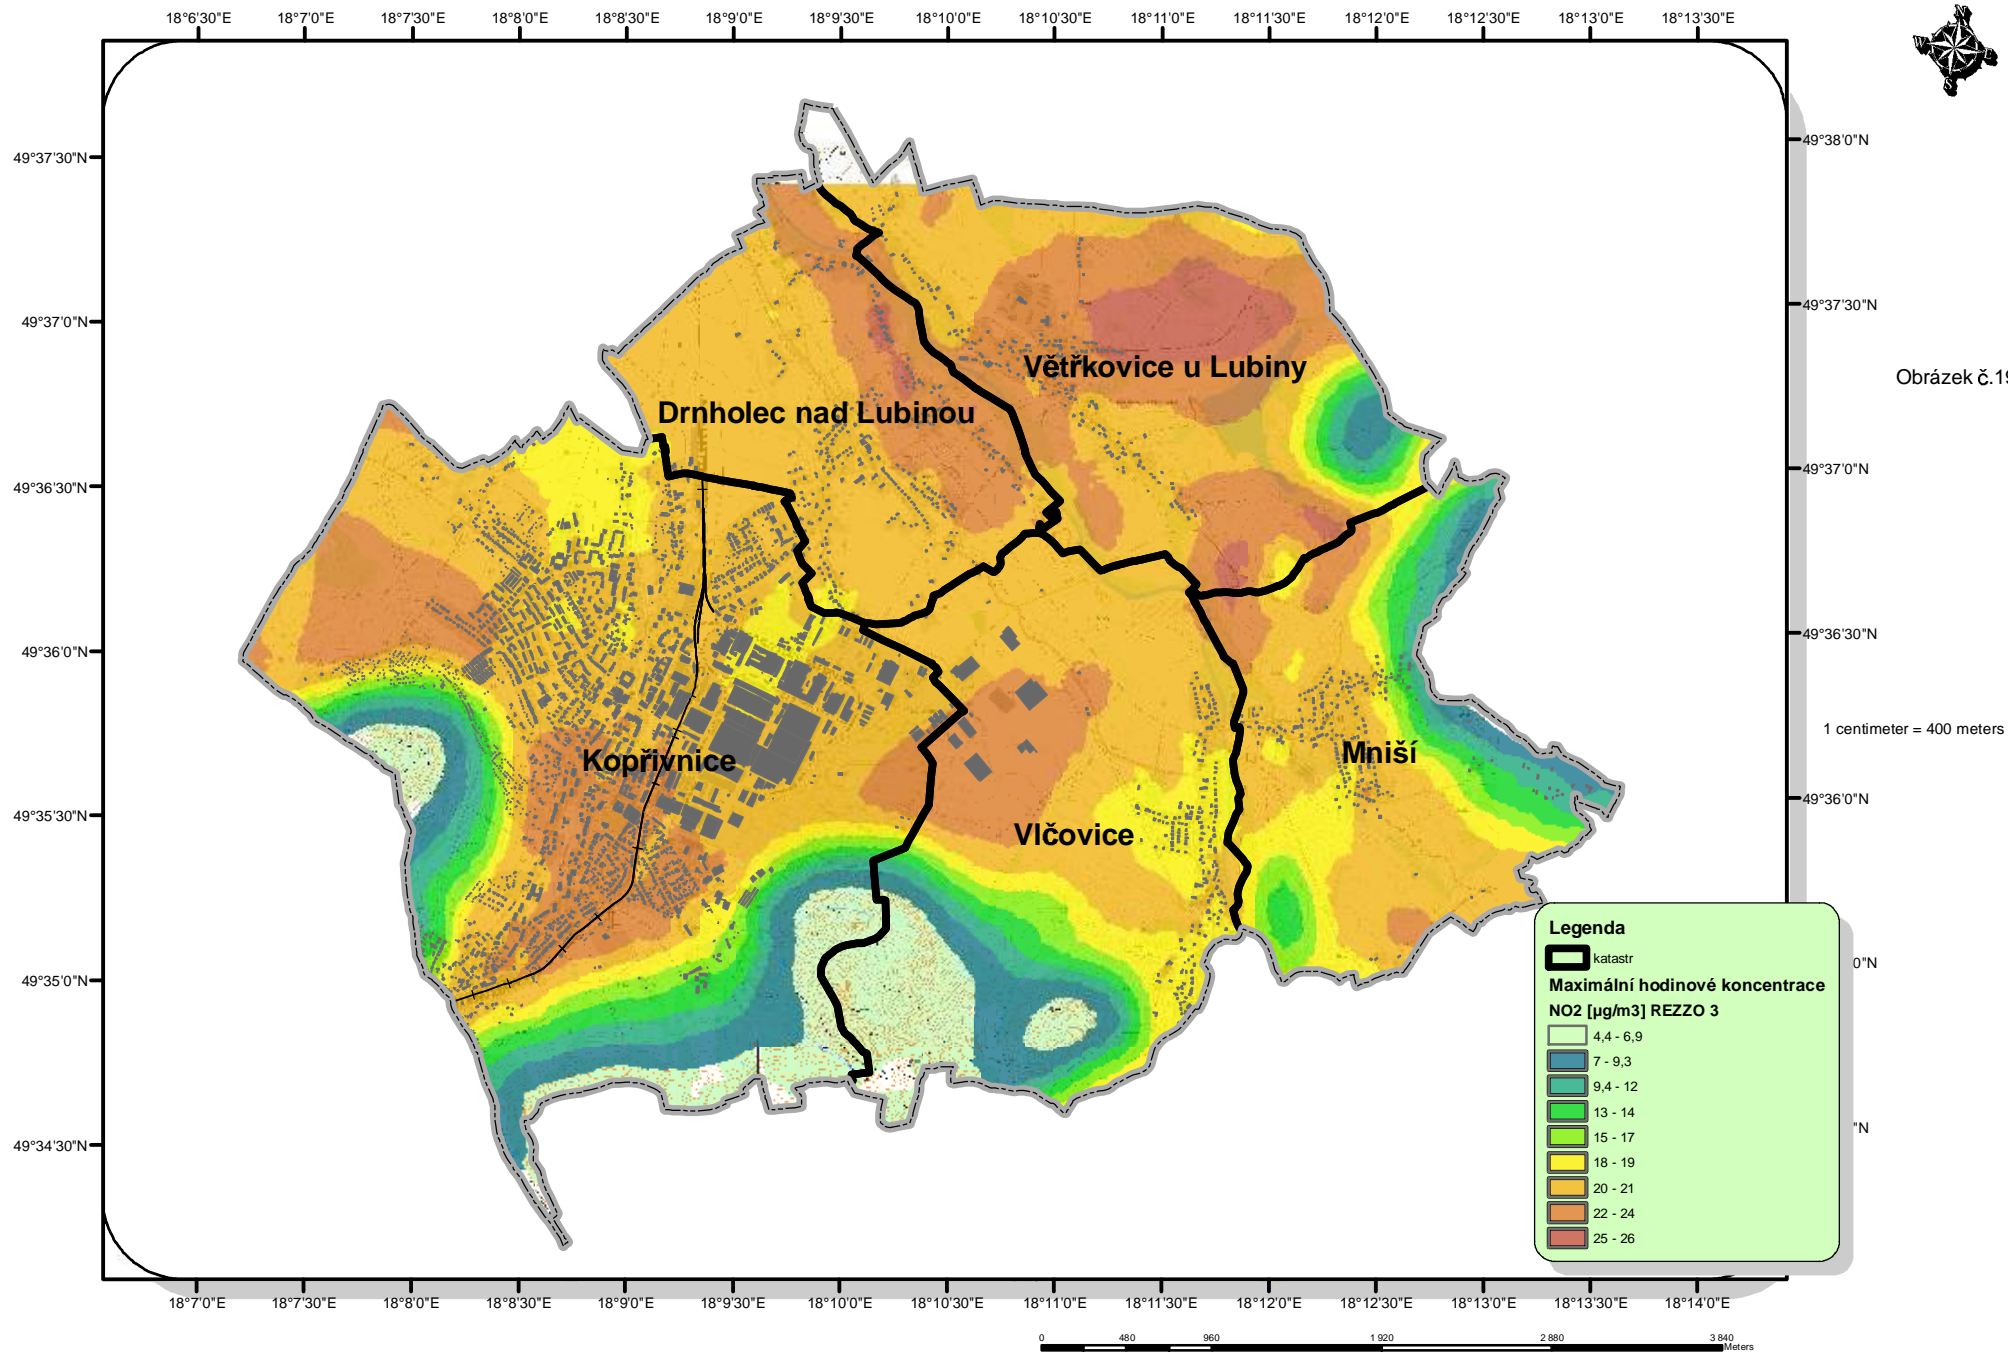 18°6'30"E 18°7'0"E 18°7'30"E 18°8'0"E 18°8'30"E 18°9'0"E 18°9'30"E 18°10'0"E 18°10'30"E 18°11'0"E 18°11'30"E 18°12'0"E 18°12'30"E 18°13'0"E 18°13'30"E
49°37'30"N
49°37'0"N
49°36'30"N
49°36'0"N
49°35'30"N
49°35'0"N
49°34'30"N
49°38'0"N
49°37'30"N
49°37'0"N
49°36'30"N
49°36'0"N
0"N
"N
Obrázek č.19
1 centimeter = 400 meters
Větřkovice u Lubiny
Drnholec nad Lubinou
Kopřivnice
Mniší
Vlčovice
Legenda
katastr
Maximální hodinové koncentrace
NO2 [µg/m3] REZZO 3
4,4 - 6,9
7 - 9,3
9,4 - 12
13 - 14
15 - 17
18 - 19
20 - 21
22 - 24
25 - 26
18°7'0"E 18°7'30"E 18°8'0"E 18°8'30"E 18°9'0"E 18°9'30"E 18°10'0"E 18°10'30"E 18°11'0"E 18°11'30"E 18°12'0"E 18°12'30"E 18°13'0"E 18°13'30"E 18°14'0"E
0 480 960 1 920 2 880 3 840
Meters